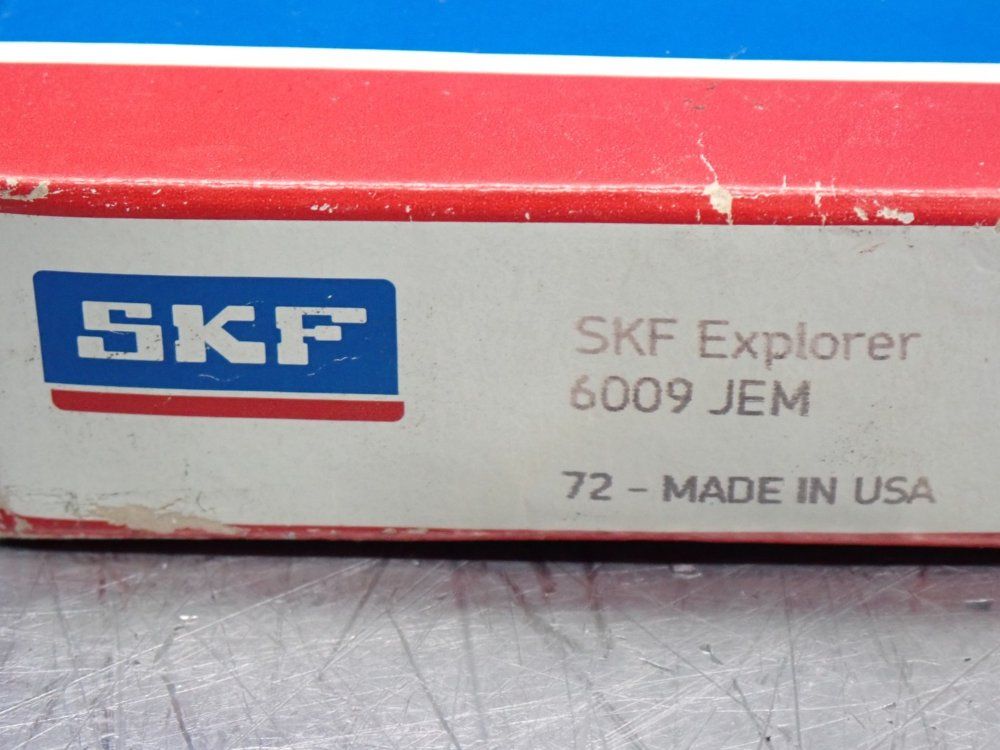 SKF
SKF Explorer
6009 JEM
72 - MADE IN USA